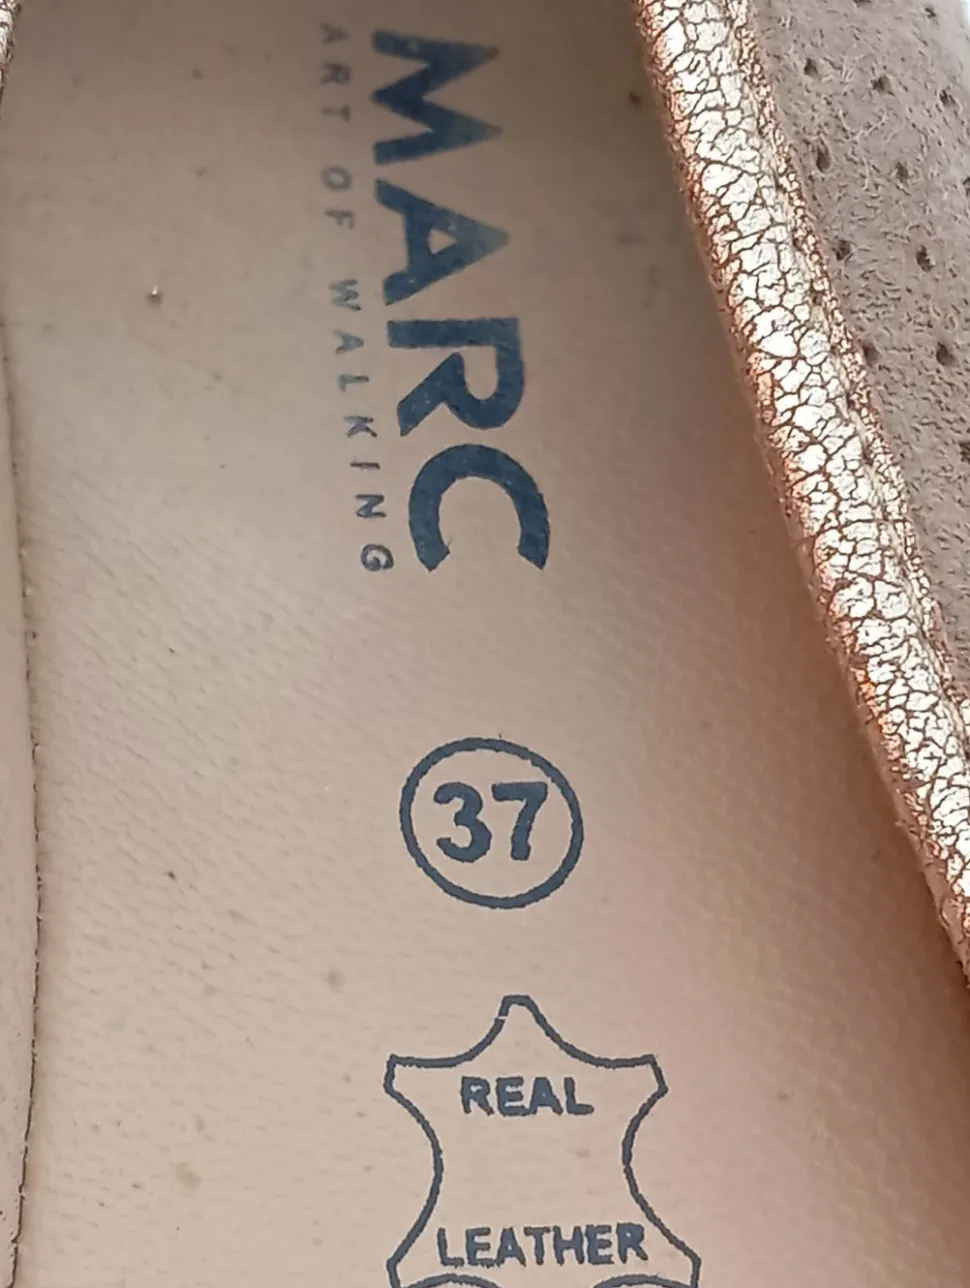 MARC
ART OF WALKING
37
REAL
LEATHER